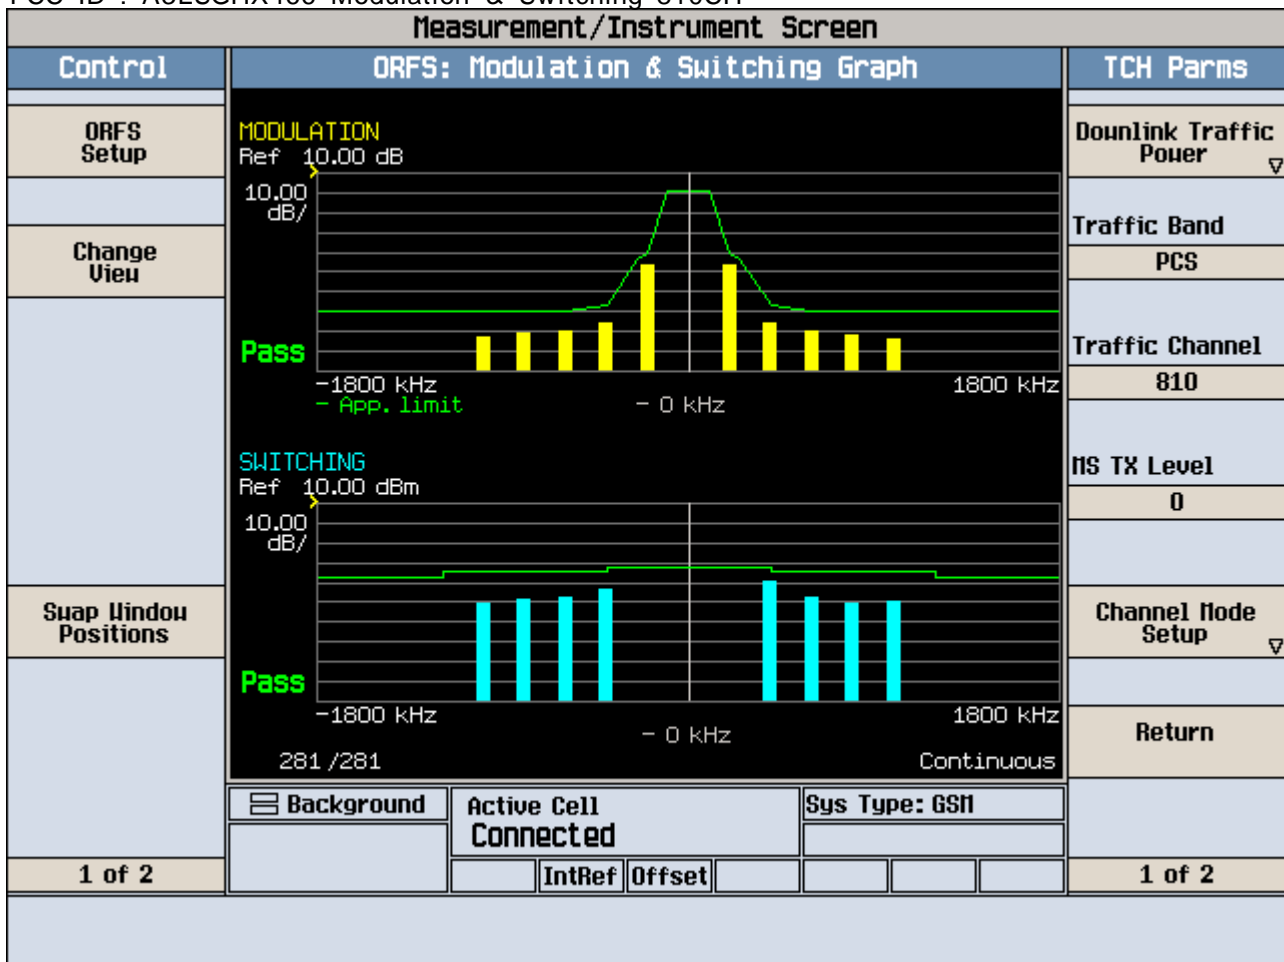 Measurement/Instrument Screen
Control
ORFS: Modulation & Switching Graph
TCH Parms
ORFS
Setup
Change
View
Swap Window
Positions
1 of 2
MODULATION
Ref 10.00 dB
10.00
dB/
Pass
-1800 kHz
1800 kHz
- App. limit
- 0 kHz
SWITCHING
Ref 10.00 dBm
10.00
dB/
Pass
-1800 kHz
1800 kHz
- 0 kHz
281 /281
Continuous
Background
Active Cell
Connected
Sys Type: GSM
IntRef
Offset
Downlink Traffic
Power
Traffic Band
PCS
Traffic Channel
810
MS TX Level
0
Channel Mode
Setup
Return
1 of 2